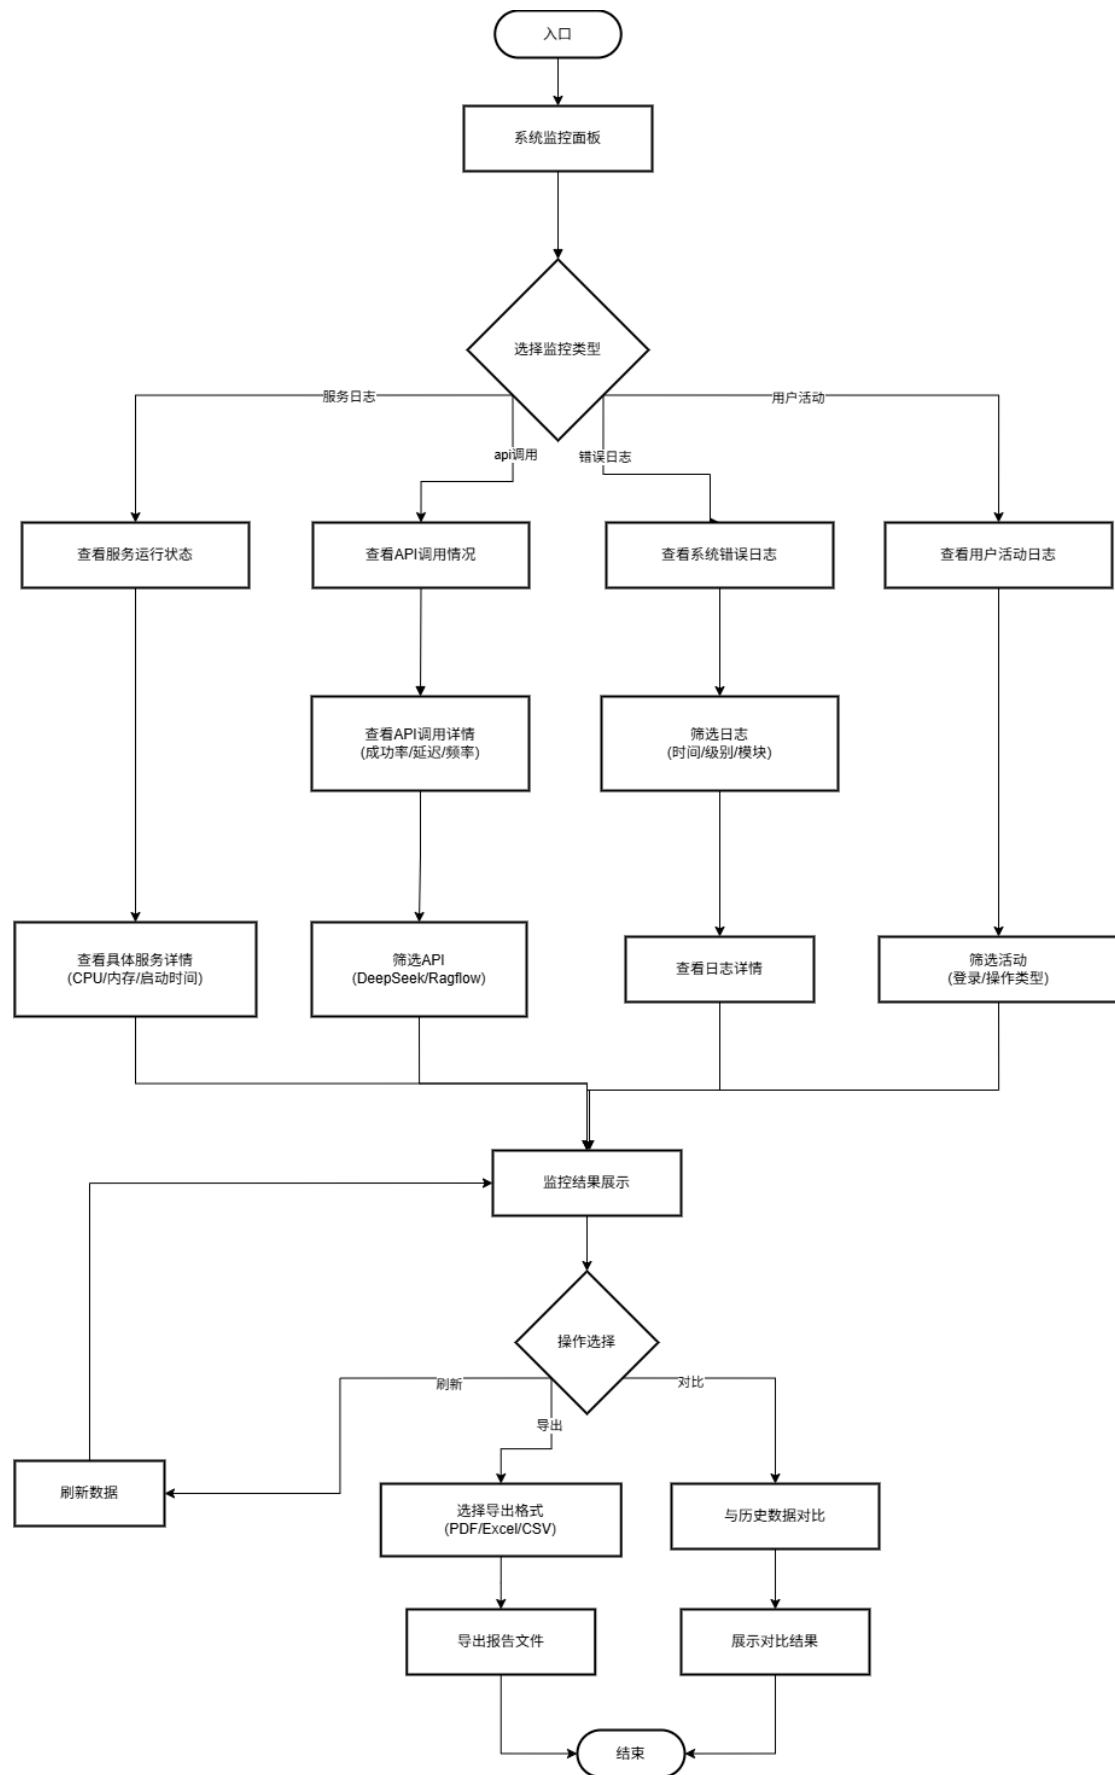 入口
系统监控面板
选择监控类型
服务日志
用户活动
api调用
错误日志
查看服务运行状态
查看API调用情况
查看系统错误日志
查看用户活动日志
查看API调用详情
(成功率/延迟/频率)
筛选日志
(时间/级别/模块)
查看具体服务详情
(CPU/内存/启动时间)
筛选API
(DeepSeek/Ragflow)
查看日志详情
筛选活动
(登录/操作类型)
监控结果展示
操作选择
刷新
对比
导出
刷新数据
选择导出格式
(PDF/Excel/CSV)
与历史数据对比
导出报告文件
展示对比结果
结束